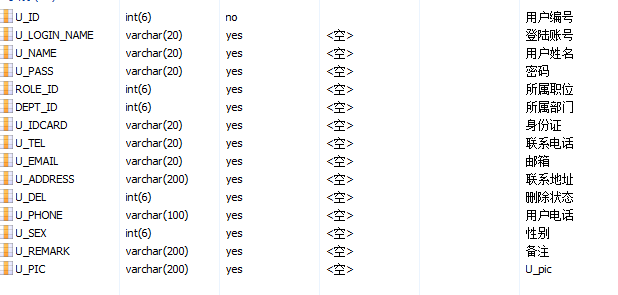 U_ID int(6) no 用户编号
U_LOGIN_NAME varchar(20) yes <空> 登陆账号
U_NAME varchar(20) yes <空> 用户姓名
U_PASS varchar(20) yes <空> 密码
ROLE_ID int(6) yes <空> 所属职位
DEPT_ID int(6) yes <空> 所属部门
U_IDCARD varchar(20) yes <空> 身份证
U_TEL varchar(20) yes <空> 联系电话
U_EMAIL varchar(20) yes <空> 邮箱
U_ADDRESS varchar(200) yes <空> 联系地址
U_DEL int(6) yes <空> 删除状态
U_PHONE varchar(100) yes <空> 用户电话
U_SEX int(6) yes <空> 性别
U_REMARK varchar(200) yes <空> 备注
U_PIC varchar(200) yes <空> U_pic